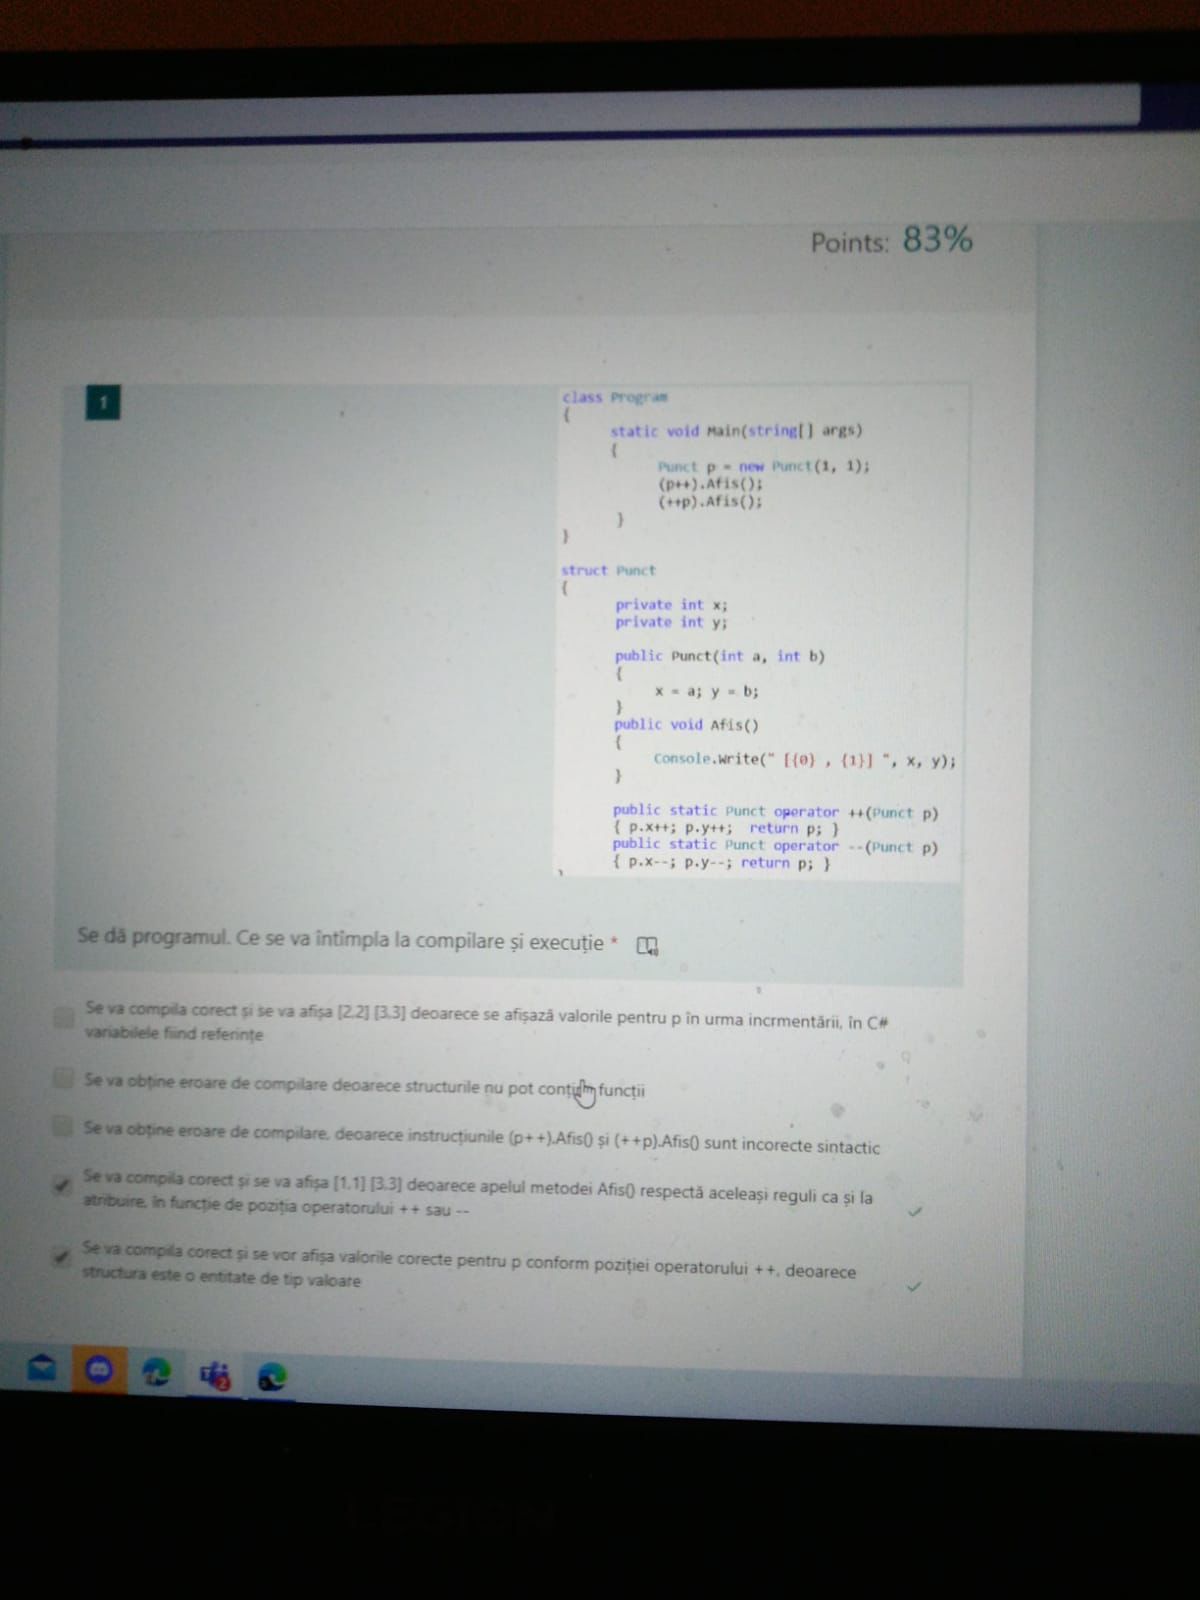 Points: 83%
1
class Program
{
static void Main(string[] args)
{
Punct p = new Punct(1, 1);
(p++).Afis();
(++p).Afis();
}
}
struct Punct
{
private int x;
private int y;
public Punct(int a, int b)
{
x = a; y = b;
}
public void Afis()
{
Console.Write(" [{0} , {1}] ", x, y);
}
public static Punct operator ++(Punct p)
{ p.x++; p.y++; return p; }
public static Punct operator --(Punct p)
{ p.x--; p.y--; return p; }
}
Se dă programul. Ce se va întîmpla la compilare și execuție *
Se va compila corect și se va afișa [2,2] [3,3] deoarece se afișază valorile pentru p în urma incrmentării, în C#
variabilele fiind referințe
Se va obține eroare de compilare deoarece structurile nu pot funcții
Se va obține eroare de compilare, deoarece instrucțiunile (p++).Afis() și (++p).Afis() sunt incorecte sintactic
Se va compila corect și se va afișa [1,1] [3,3] deoarece apelul metodei Afis() respectă aceleași reguli ca și la
atribuire, în funcție de poziția operatorului ++ sau --
Se va compila corect și se vor afișa valorile corecte pentru p conform poziției operatorului ++, deoarece
structura este o entitate de tip valoare
LEGION